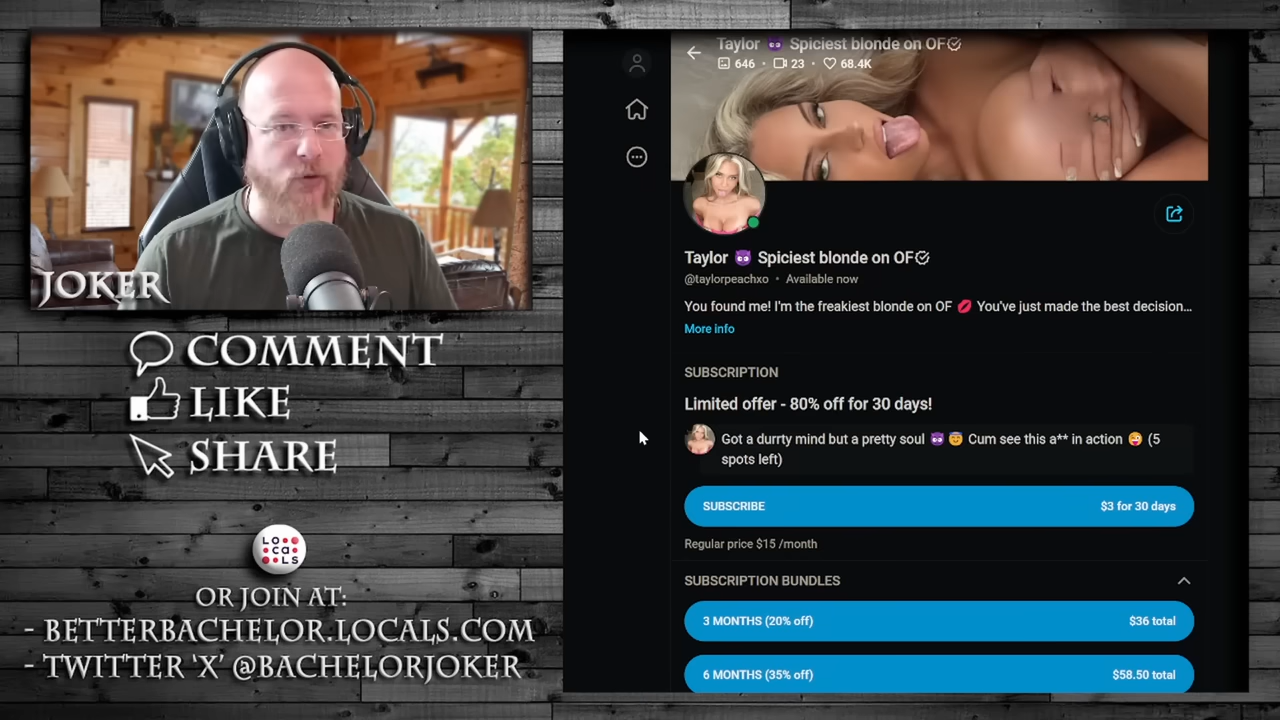 JOKER
COMMENT
LIKE
SHARE
LOCALS
OR JOIN AT:
- BETTERBACHELOR.LOCALS.COM
- TWITTER 'X' @BACHELORJOKER
Taylor 😈 Spiciest blonde on OF
646 • 23 • 68.4K
Taylor 😈 Spiciest blonde on OF
@taylorpeachxo • Available now
You found me! I'm the freakiest blonde on OF 💋 You've just made the best decision...
More info
SUBSCRIPTION
Limited offer - 80% off for 30 days!
Got a durrty mind but a pretty soul 😈 😇 Cum see this a** in action 😜 (5
spots left)
SUBSCRIBE $3 for 30 days
Regular price $15 /month
SUBSCRIPTION BUNDLES
3 MONTHS (20% off) $36 total
6 MONTHS (35% off) $58.50 total